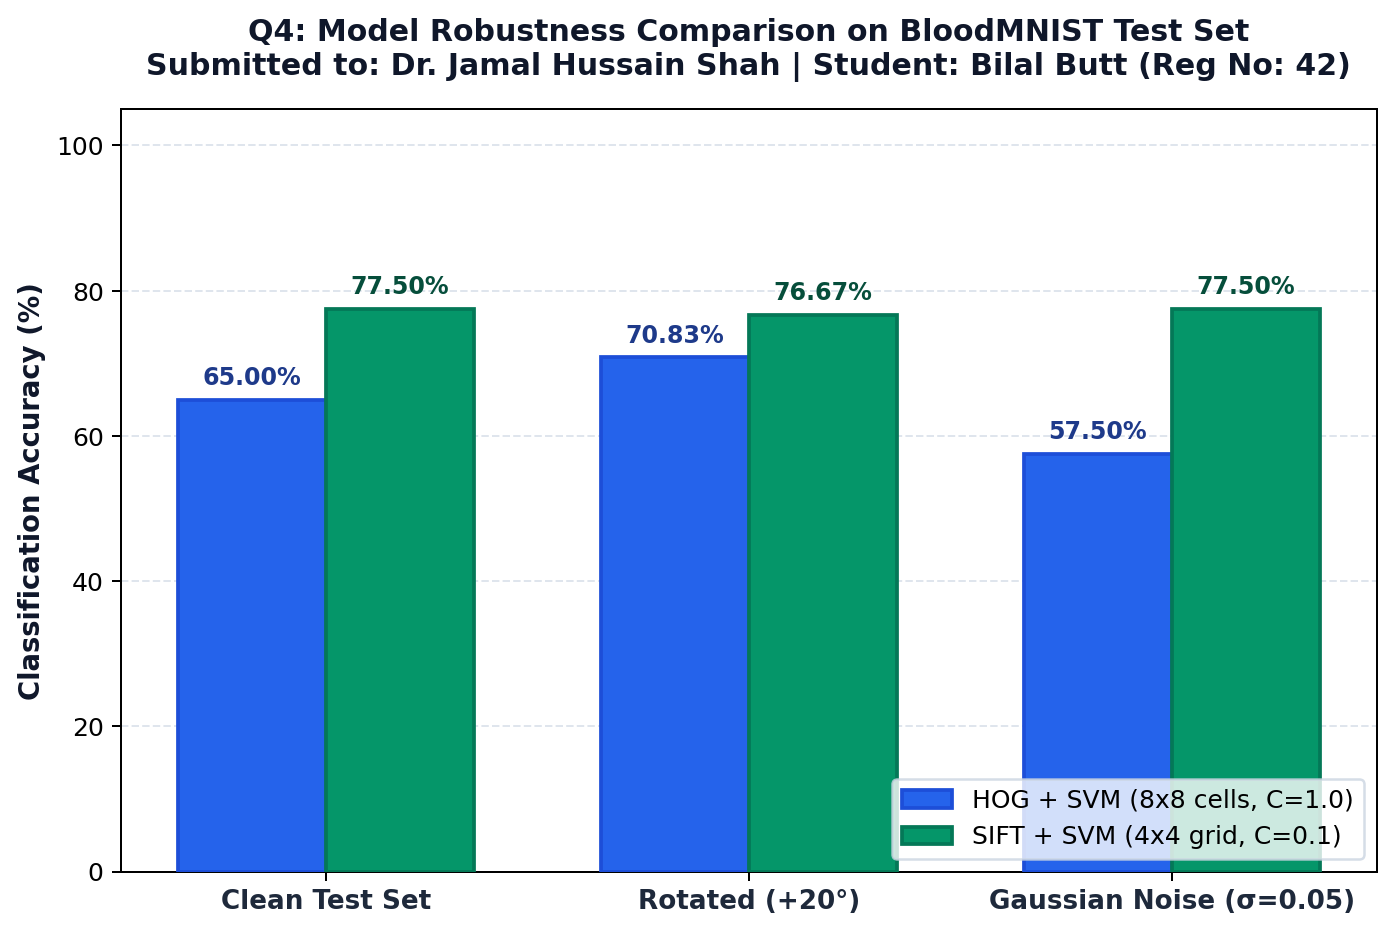 Q4: Model Robustness Comparison on BloodMNIST Test Set
Submitted to: Dr. Jamal Hussain Shah | Student: Bilal Butt (Reg No: 42)
Classification Accuracy (%)
100
80
60
40
20
0
65.00%
77.50%
70.83%
76.67%
57.50%
77.50%
HOG + SVM (8x8 cells, C=1.0)
SIFT + SVM (4x4 grid, C=0.1)
Clean Test Set
Rotated (+20°)
Gaussian Noise (σ=0.05)